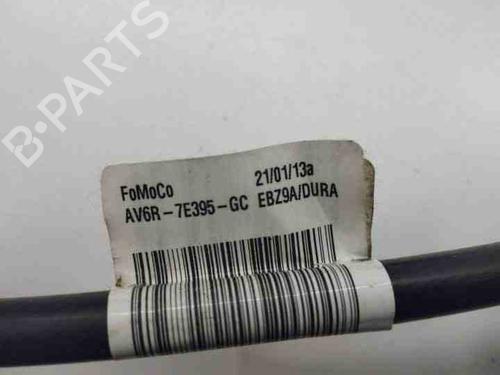 B-PARTS
FoMoCo 21/01/13a
AV6R-7E395-GC EBZ9A/DURA